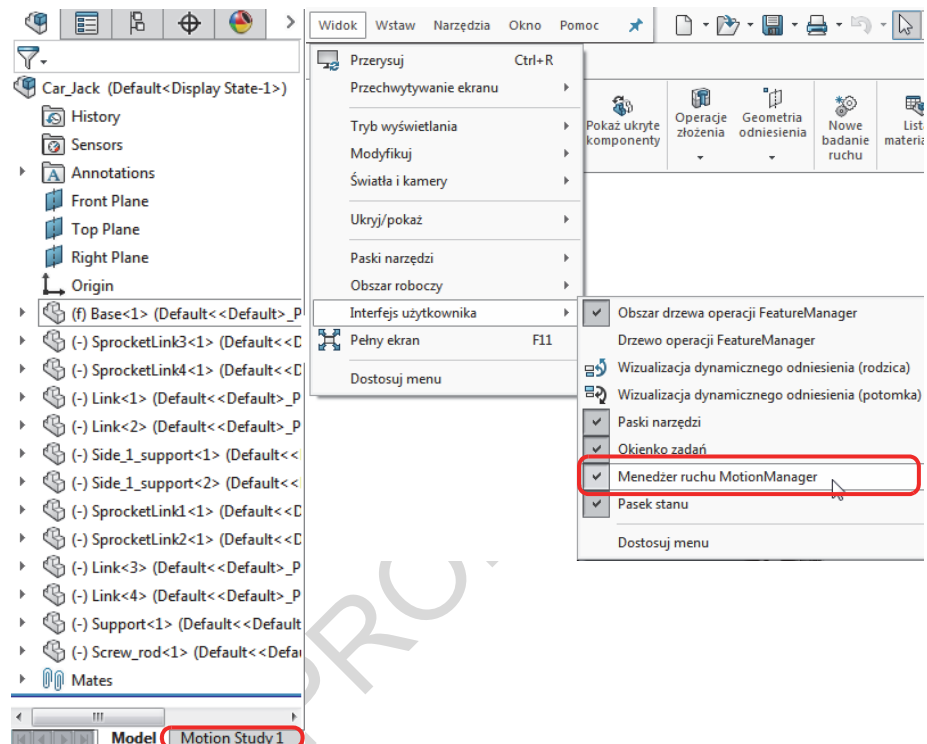 Car_Jack (Default<Display State-1>)
History
Sensors
Annotations
Front Plane
Top Plane
Right Plane
Origin
(f) Base<1> (Default<<Default>_P
(-) SprocketLink3<1> (Default<<D
(-) SprocketLink4<1> (Default<<D
(-) Link<1> (Default<<Default>_P
(-) Link<2> (Default<<Default>_P
(-) Side_1_support<1> (Default<<
(-) Side_1_support<2> (Default<<
(-) SprocketLink1<1> (Default<<D
(-) SprocketLink2<1> (Default<<D
(-) Link<3> (Default<<Default>_P
(-) Link<4> (Default<<Default>_P
(-) Support<1> (Default<<Default
(-) Screw_rod<1> (Default<<Defau
Mates
Model Motion Study 1
Widok Wstaw Narzędzia Okno Pomoc
Przerysuj Ctrl+R
Przechwytywanie ekranu
Tryb wyświetlania
Modyfikuj
Światła i kamery
Ukryj/pokaż
Paski narzędzi
Obszar roboczy
Interfejs użytkownika
Pełny ekran F11
Dostosuj menu
Pokaż ukryte
komponenty
Operacje
złożenia
Geometria
odniesienia
Nowe
badanie
ruchu
List
materia
Obszar drzewa operacji FeatureManager
Drzewo operacji FeatureManager
Wizualizacja dynamicznego odniesienia (rodzica)
Wizualizacja dynamicznego odniesienia (potomka)
Paski narzędzi
Okienko zadań
Menedżer ruchu MotionManager
Pasek stanu
Dostosuj menu